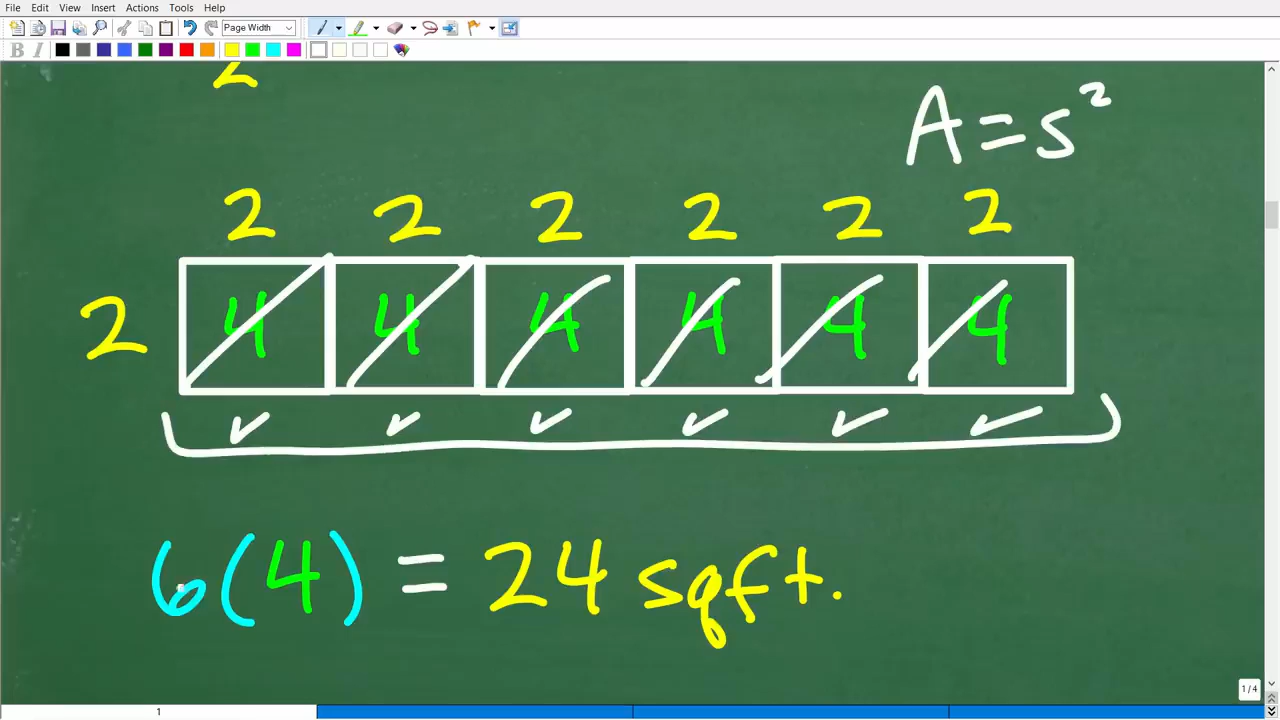 File Edit View Insert Actions Tools Help
Page Width
B I
2
A=s²
2 2 2 2 2 2
2 4 4 4 4 4 4
6(4) = 24 sqft.
1/4
1